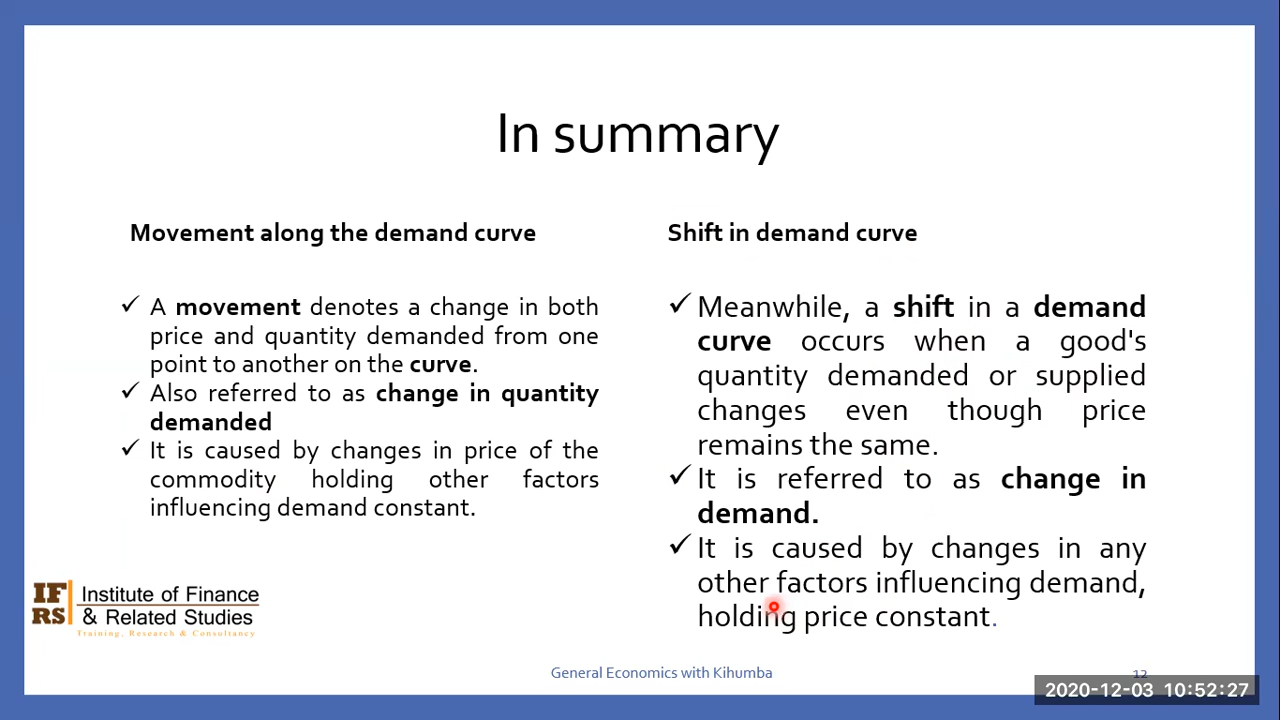 In summary
Movement along the demand curve
✓ A movement denotes a change in both
price and quantity demanded from one
point to another on the curve.
✓ Also referred to as change in quantity
demanded
✓ It is caused by changes in price of the
commodity holding other factors
influencing demand constant.
Shift in demand curve
✓ Meanwhile, a shift in a demand
curve occurs when a good's
quantity demanded or supplied
changes even though price
remains the same.
✓ It is referred to as change in
demand.
✓ It is caused by changes in any
other factors influencing demand,
holding price constant.
IF
RS
Institute of Finance
& Related Studies
Training, Research & Consultancy
General Economics with Kihumba
12
2020-12-03 10:52:27